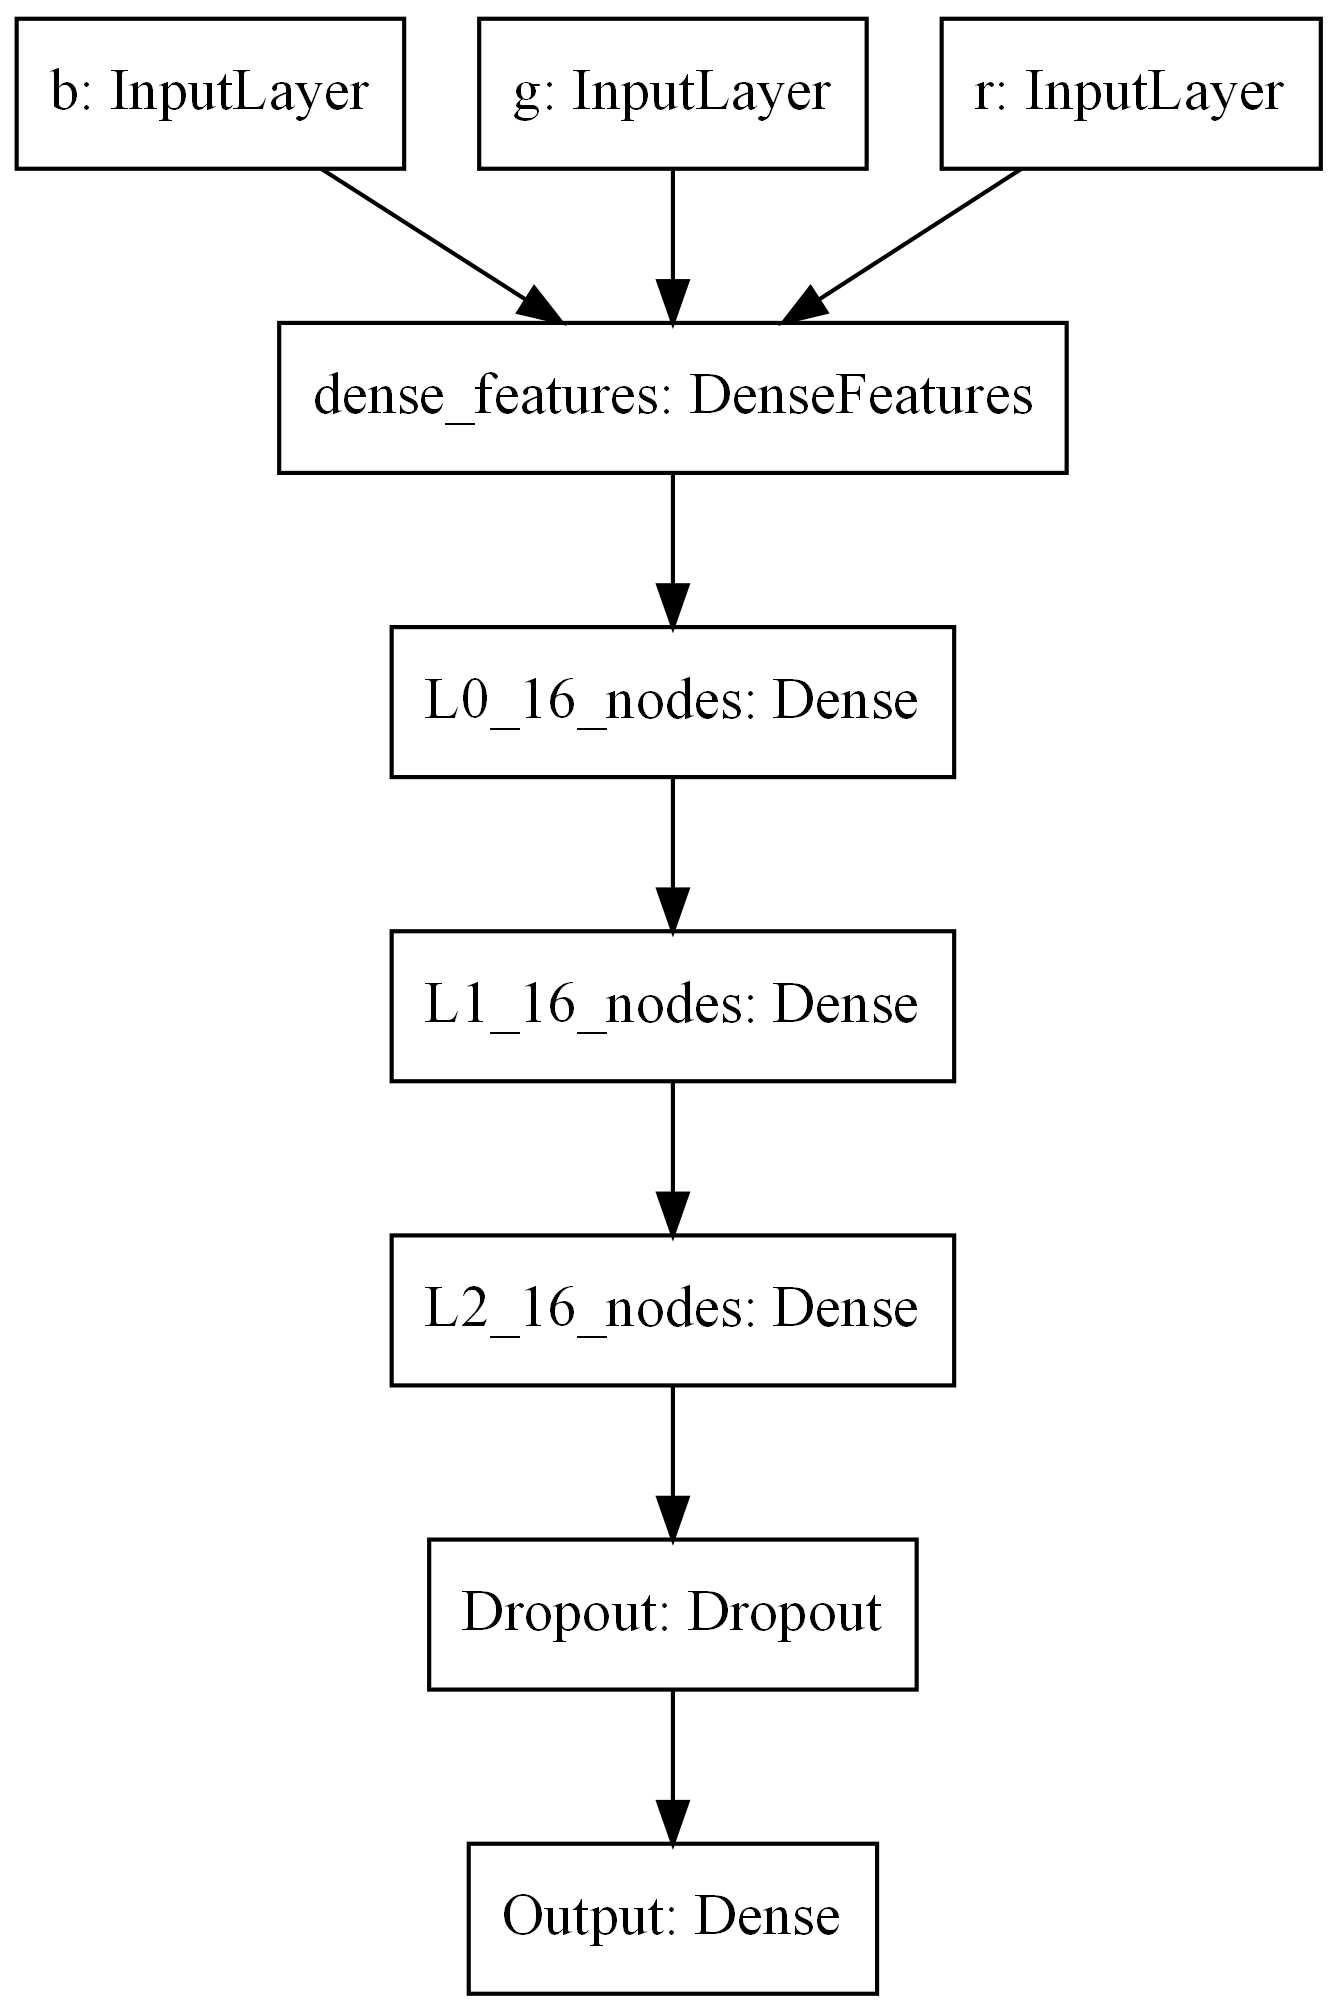 b: InputLayer
g: InputLayer
r: InputLayer
dense_features: DenseFeatures
L0_16_nodes: Dense
L1_16_nodes: Dense
L2_16_nodes: Dense
Dropout: Dropout
Output: Dense